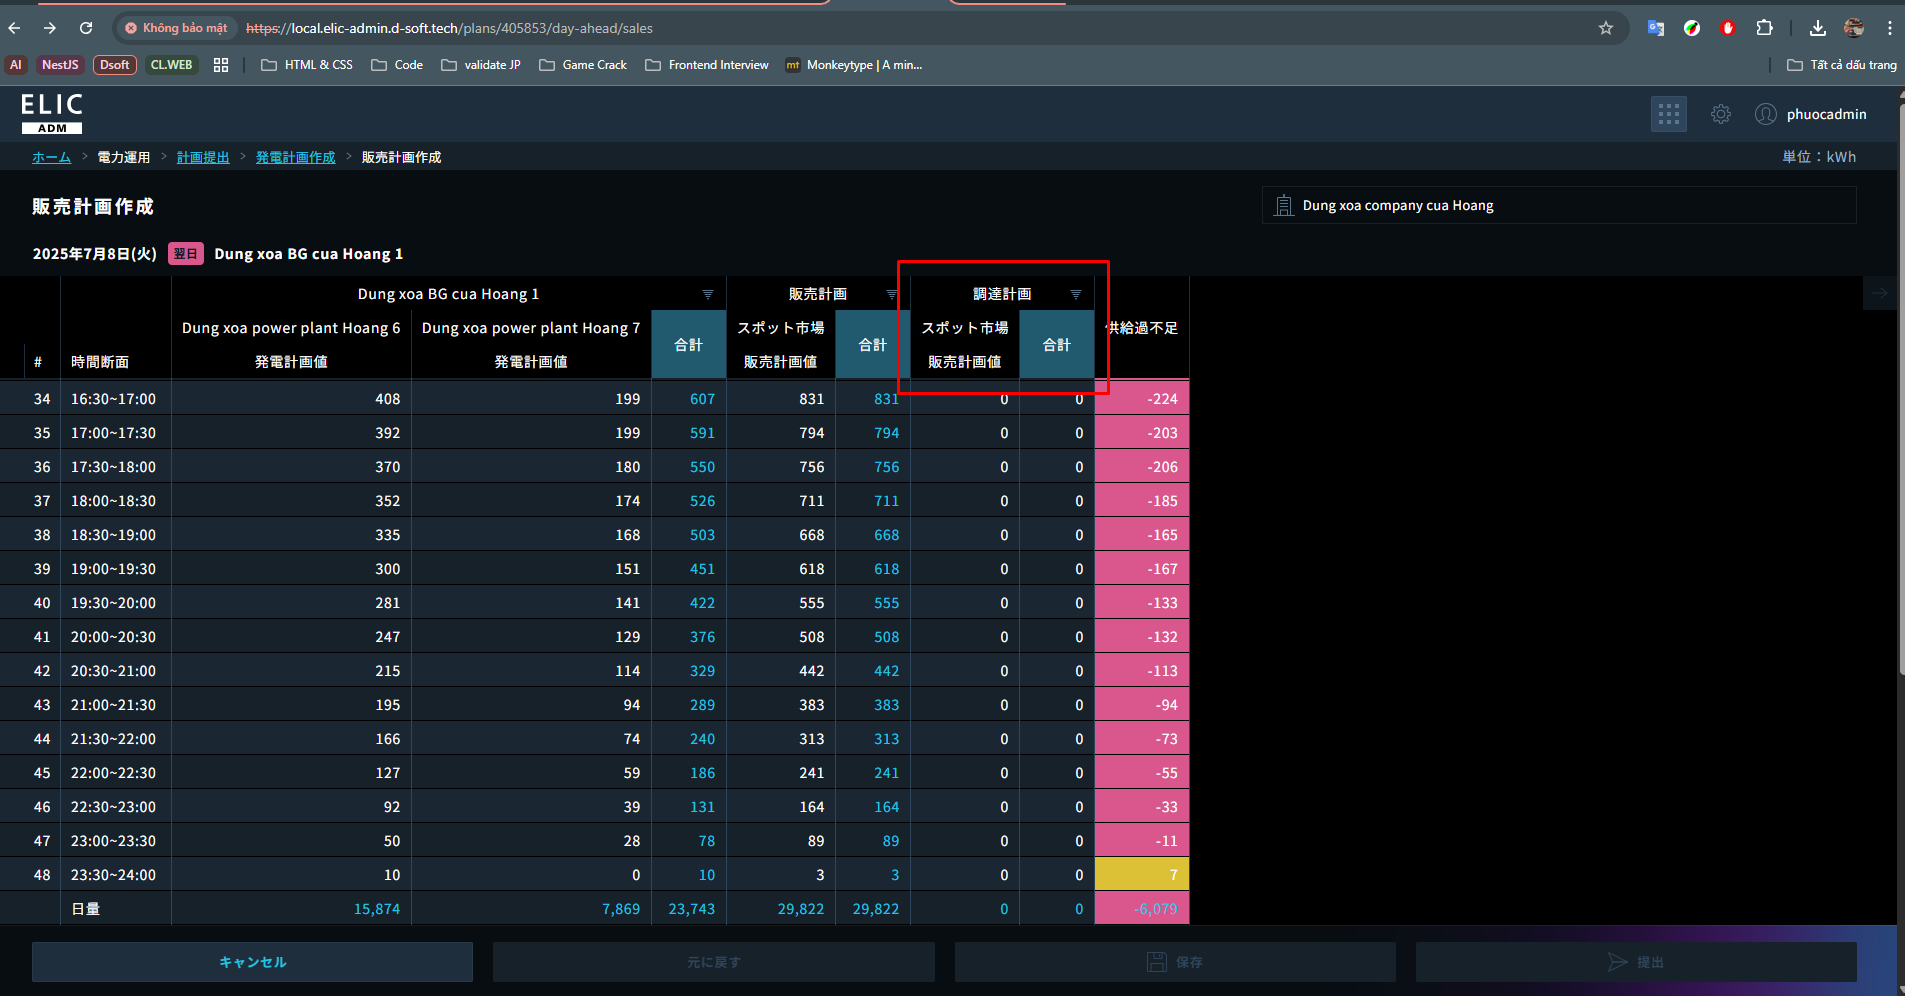 Không bảo mật https://local.elic-admin.d-soft.tech/plans/405853/day-ahead/sales
AI NestJS Dsoft CL.WEB HTML & CSS Code validate JP Game Crack Frontend Interview mt Monkeytype | A min... Tất cả dấu trang
ELIC
ADM
phuocadmin
ホーム > 電力運用 > 計画提出 > 発電計画作成 > 販売計画作成 単位：kWh
販売計画作成
Dung xoa company cua Hoang
2025年7月8日(火) 翌日 Dung xoa BG cua Hoang 1
Dung xoa BG cua Hoang 1 販売計画 調達計画
Dung xoa power plant Hoang 6 Dung xoa power plant Hoang 7 合計 スポット市場 合計 スポット市場 合計 供給過不足
# 時間断面 発電計画値 発電計画値 販売計画値 販売計画値
34 16:30~17:00 408 199 607 831 831 0 0 -224
35 17:00~17:30 392 199 591 794 794 0 0 -203
36 17:30~18:00 370 180 550 756 756 0 0 -206
37 18:00~18:30 352 174 526 711 711 0 0 -185
38 18:30~19:00 335 168 503 668 668 0 0 -165
39 19:00~19:30 300 151 451 618 618 0 0 -167
40 19:30~20:00 281 141 422 555 555 0 0 -133
41 20:00~20:30 247 129 376 508 508 0 0 -132
42 20:30~21:00 215 114 329 442 442 0 0 -113
43 21:00~21:30 195 94 289 383 383 0 0 -94
44 21:30~22:00 166 74 240 313 313 0 0 -73
45 22:00~22:30 127 59 186 241 241 0 0 -55
46 22:30~23:00 92 39 131 164 164 0 0 -33
47 23:00~23:30 50 28 78 89 89 0 0 -11
48 23:30~24:00 10 0 10 3 3 0 0 7
日量 15,874 7,869 23,743 29,822 29,822 0 0 -6,079
キャンセル 元に戻す 保存 提出